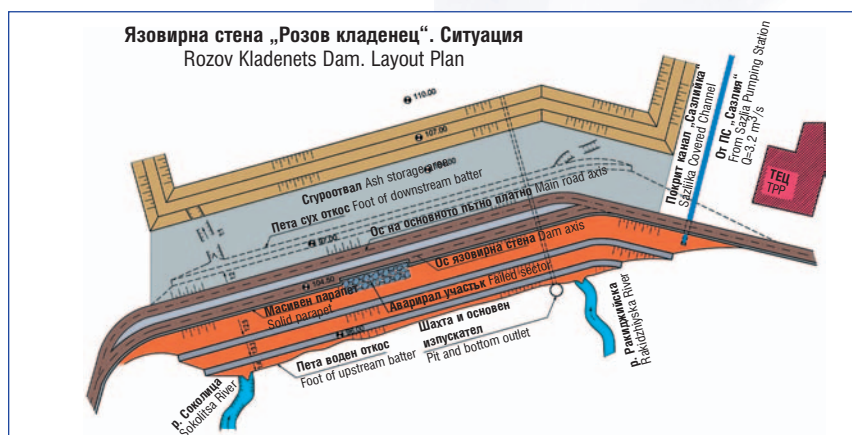 Язовирна стена „Розов кладенец“. Ситуация
Rozov Kladenets Dam. Layout Plan
110.00
107.00
Сгуроотвал Ash storage area
Пета сух откос Foot of downstream batter
Ос на основното пътно платно Main road axis
Ос язовирна стена Dam axis
104.50
Масивен парапет
Solid parapet
Аварирал участък Failed sector
Шахта и основен
изпускател
Pit and bottom outlet
Пета воден откос
Foot of upstream batter
р. Соколица
Sokolitsa River
р. Ракиджийска
Rakidzhiyska River
Покрит канал „Сазлийка“
Sazlilka Covered Channel
От ПС „Сазлия“
From Sazlia Pumping Station
Q=3.2 m³/s
ТЕЦ
TPP